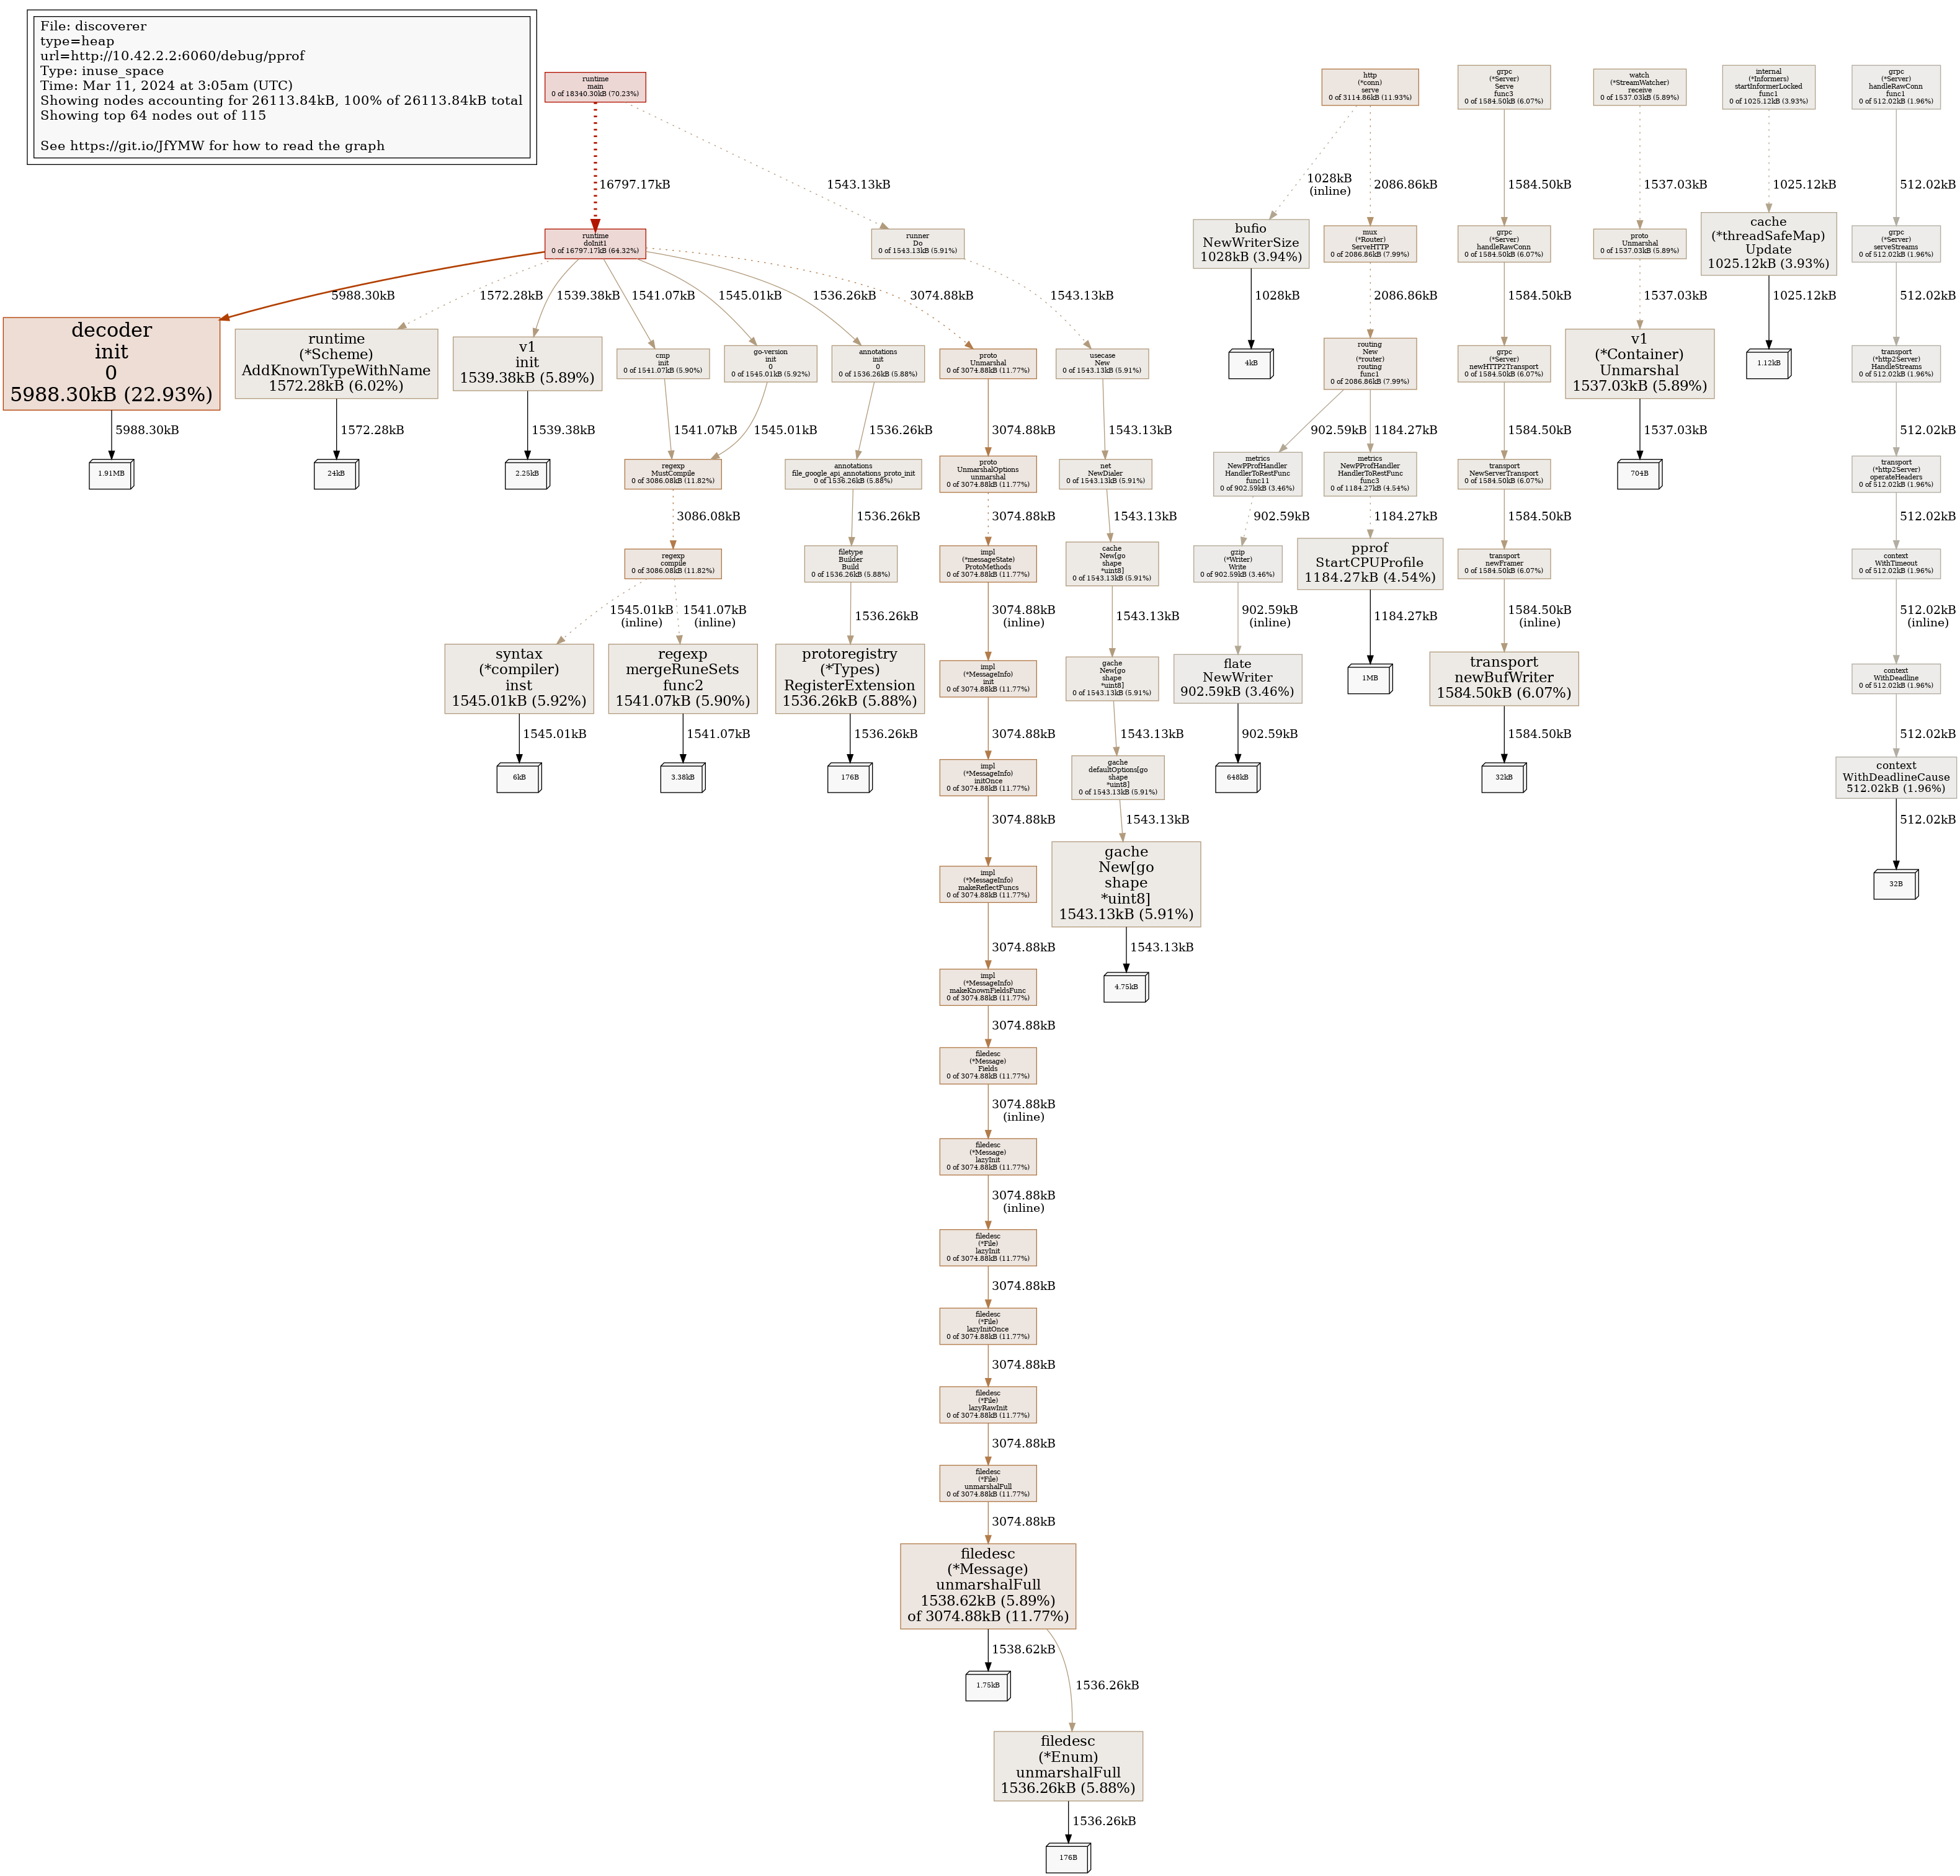 File: discoverer
type=heap
url=http://10.42.2.2:6060/debug/pprof
Type: inuse_space
Time: Mar 11, 2024 at 3:05am (UTC)
Showing nodes accounting for 26113.84kB, 100% of 26113.84kB total
Showing top 64 nodes out of 115
See https://git.io/JfYMW for how to read the graph
runtime
main
0 of 18340.30kB (70.23%)
16797.17kB
1543.13kB
runtime
doInit1
0 of 16797.17kB (64.32%)
runner
Do
0 of 1543.13kB (5.91%)
5988.30kB
1572.28kB
1539.38kB
1541.07kB
1545.01kB
1536.26kB
3074.88kB
1543.13kB
decoder
init
0
5988.30kB (22.93%)
5988.30kB
1.91MB
runtime
(*Scheme)
AddKnownTypeWithName
1572.28kB (6.02%)
1572.28kB
24kB
v1
init
1539.38kB (5.89%)
1539.38kB
2.25kB
cmp
init
0 of 1541.07kB (5.90%)
1541.07kB
go-version
init
0
0 of 1545.01kB (5.92%)
1545.01kB
regexp
MustCompile
0 of 3086.08kB (11.82%)
3086.08kB
regexp
compile
0 of 3086.08kB (11.82%)
1545.01kB
(inline)
1541.07kB
(inline)
syntax
(*compiler)
inst
1545.01kB (5.92%)
1545.01kB
6kB
regexp
mergeRuneSets
func2
1541.07kB (5.90%)
1541.07kB
3.38kB
annotations
init
0
0 of 1536.26kB (5.88%)
1536.26kB
annotations
file_google_api_annotations_proto_init
0 of 1536.26kB (5.88%)
1536.26kB
filetype
Builder
Build
0 of 1536.26kB (5.88%)
1536.26kB
protoregistry
(*Types)
RegisterExtension
1536.26kB (5.88%)
1536.26kB
176B
proto
Unmarshal
0 of 3074.88kB (11.77%)
3074.88kB
proto
UnmarshalOptions
unmarshal
0 of 3074.88kB (11.77%)
3074.88kB
impl
(*messageState)
ProtoMethods
0 of 3074.88kB (11.77%)
3074.88kB
(inline)
impl
(*MessageInfo)
init
0 of 3074.88kB (11.77%)
3074.88kB
impl
(*MessageInfo)
initOnce
0 of 3074.88kB (11.77%)
3074.88kB
impl
(*MessageInfo)
makeReflectFuncs
0 of 3074.88kB (11.77%)
3074.88kB
impl
(*MessageInfo)
makeKnownFieldsFunc
0 of 3074.88kB (11.77%)
3074.88kB
filedesc
(*Message)
Fields
0 of 3074.88kB (11.77%)
3074.88kB
(inline)
filedesc
(*Message)
lazyInit
0 of 3074.88kB (11.77%)
3074.88kB
(inline)
filedesc
(*File)
lazyInit
0 of 3074.88kB (11.77%)
3074.88kB
filedesc
(*File)
lazyInitOnce
0 of 3074.88kB (11.77%)
3074.88kB
filedesc
(*File)
lazyRawInit
0 of 3074.88kB (11.77%)
3074.88kB
filedesc
(*File)
unmarshalFull
0 of 3074.88kB (11.77%)
3074.88kB
filedesc
(*Message)
unmarshalFull
1538.62kB (5.89%)
of 3074.88kB (11.77%)
1538.62kB
1.75kB
1536.26kB
filedesc
(*Enum)
unmarshalFull
1536.26kB (5.88%)
1536.26kB
176B
usecase
New
0 of 1543.13kB (5.91%)
1543.13kB
net
NewDialer
0 of 1543.13kB (5.91%)
1543.13kB
cache
New[go
shape
*uint8]
0 of 1543.13kB (5.91%)
1543.13kB
gache
New[go
shape
*uint8]
0 of 1543.13kB (5.91%)
1543.13kB
gache
defaultOptions[go
shape
*uint8]
0 of 1543.13kB (5.91%)
1543.13kB
gache
New[go
shape
*uint8]
1543.13kB (5.91%)
1543.13kB
4.75kB
http
(*conn)
serve
0 of 3114.86kB (11.93%)
1028kB
(inline)
2086.86kB
bufio
NewWriterSize
1028kB (3.94%)
1028kB
4kB
mux
(*Router)
ServeHTTP
0 of 2086.86kB (7.99%)
2086.86kB
routing
New
(*router)
routing
func1
0 of 2086.86kB (7.99%)
902.59kB
1184.27kB
metrics
NewPProfHandler
HandlerToRestFunc
func11
0 of 902.59kB (3.46%)
902.59kB
gzip
(*Writer)
Write
0 of 902.59kB (3.46%)
902.59kB
(inline)
flate
NewWriter
902.59kB (3.46%)
902.59kB
648kB
metrics
NewPProfHandler
HandlerToRestFunc
func3
0 of 1184.27kB (4.54%)
1184.27kB
pprof
StartCPUProfile
1184.27kB (4.54%)
1184.27kB
1MB
grpc
(*Server)
Serve
func3
0 of 1584.50kB (6.07%)
1584.50kB
grpc
(*Server)
handleRawConn
0 of 1584.50kB (6.07%)
1584.50kB
grpc
(*Server)
newHTTP2Transport
0 of 1584.50kB (6.07%)
1584.50kB
transport
NewServerTransport
0 of 1584.50kB (6.07%)
1584.50kB
transport
newFramer
0 of 1584.50kB (6.07%)
1584.50kB
(inline)
transport
newBufWriter
1584.50kB (6.07%)
1584.50kB
32kB
watch
(*StreamWatcher)
receive
0 of 1537.03kB (5.89%)
1537.03kB
proto
Unmarshal
0 of 1537.03kB (5.89%)
1537.03kB
v1
(*Container)
Unmarshal
1537.03kB (5.89%)
1537.03kB
704B
internal
(*Informers)
startInformerLocked
func1
0 of 1025.12kB (3.93%)
1025.12kB
cache
(*threadSafeMap)
Update
1025.12kB (3.93%)
1025.12kB
1.12kB
grpc
(*Server)
handleRawConn
func1
0 of 512.02kB (1.96%)
512.02kB
grpc
(*Server)
serveStreams
0 of 512.02kB (1.96%)
512.02kB
transport
(*http2Server)
HandleStreams
0 of 512.02kB (1.96%)
512.02kB
transport
(*http2Server)
operateHeaders
0 of 512.02kB (1.96%)
512.02kB
context
WithTimeout
0 of 512.02kB (1.96%)
512.02kB
(inline)
context
WithDeadline
0 of 512.02kB (1.96%)
512.02kB
context
WithDeadlineCause
512.02kB (1.96%)
512.02kB
32B